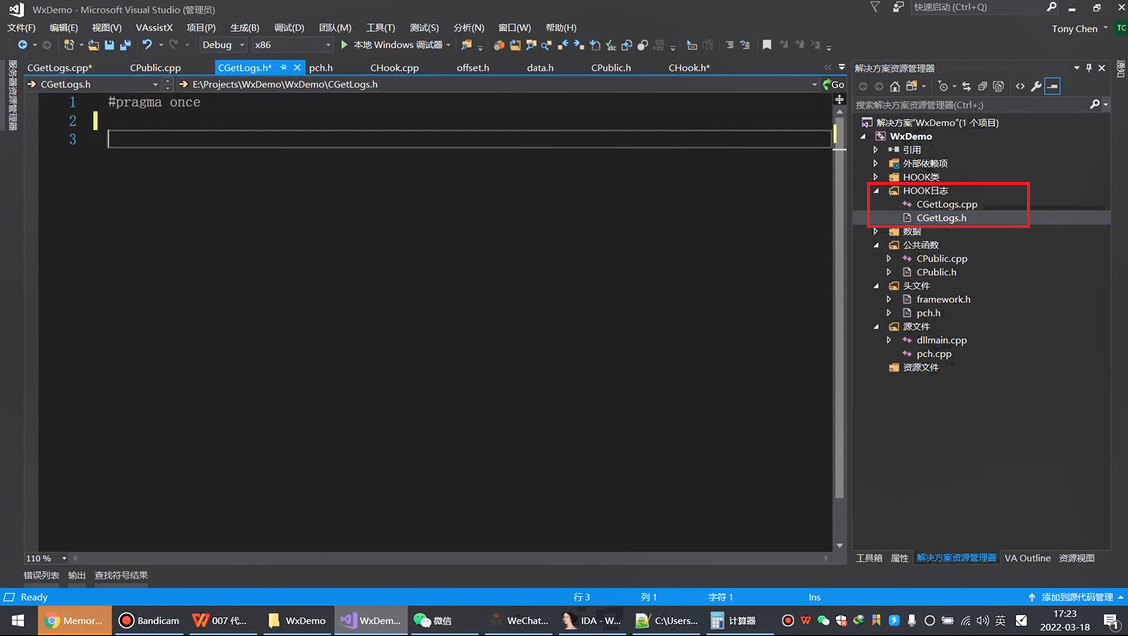 WxDemo - Microsoft Visual Studio (管理员)
快速启动 (Ctrl+Q)
文件(F) 编辑(E) 视图(V) VAssistX 项目(P) 生成(B) 调试(D) 团队(M) 工具(T) 测试(S) 分析(N) 窗口(W) 帮助(H)
Tony Chen TC
Debug x86 本地 Windows 调试器
服务器资源管理器
CGetLogs.cpp* CPublic.cpp CGetLogs.h* pch.h CHook.cpp offset.h data.h CPublic.h CHook.h*
CGetLogs.h E:\Projects\WxDemo\WxDemo\CGetLogs.h Go
1 #pragma once
2
3
110 %
解决方案资源管理器
搜索解决方案资源管理器(Ctrl+;)
解决方案"WxDemo"(1 个项目)
WxDemo
引用
外部依赖项
HOOK类
HOOK日志
CGetLogs.cpp
CGetLogs.h
数据
公共函数
CPublic.cpp
CPublic.h
头文件
framework.h
pch.h
源文件
dllmain.cpp
pch.cpp
资源文件
通知
工具箱 属性 解决方案资源管理器 VA Outline 资源视图
错误列表 输出 查找符号结果
Ready 行 3 列 1 字符 1 Ins 添加到源代码管理
Memor... Bandicam 007 代... WxDemo WxDem... 微信 WeChat... IDA - W... C:\Users... 计算器
英
17:23
2022-03-18
1